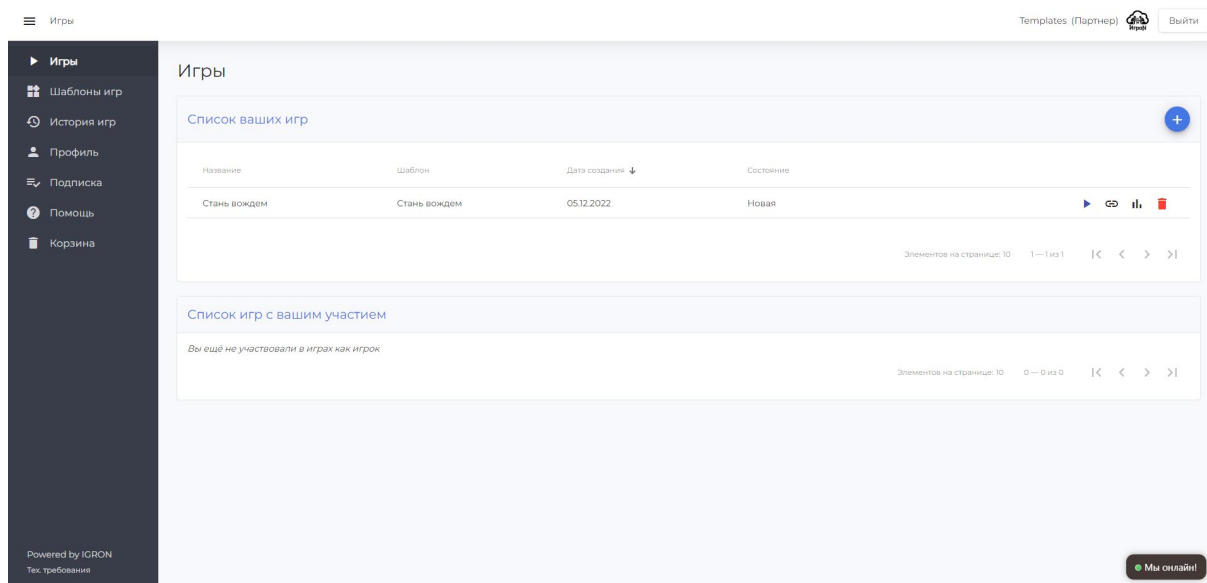 Игры
Templates (Партнер)
ИгроN
Выйти
Игры
Шаблоны игр
История игр
Профиль
Подписка
Помощь
Корзина
Powered by IGRON
Тех. требования
Игры
Список ваших игр
Название Шаблон Дата создания Состояние
Стань вождем Стань вождем 05.12.2022 Новая
Элементов на странице: 10 1 — 1 из 1
Список игр с вашим участием
Вы ещё не участвовали в играх как игрок
Элементов на странице: 10 0 — 0 из 0
Мы онлайн!